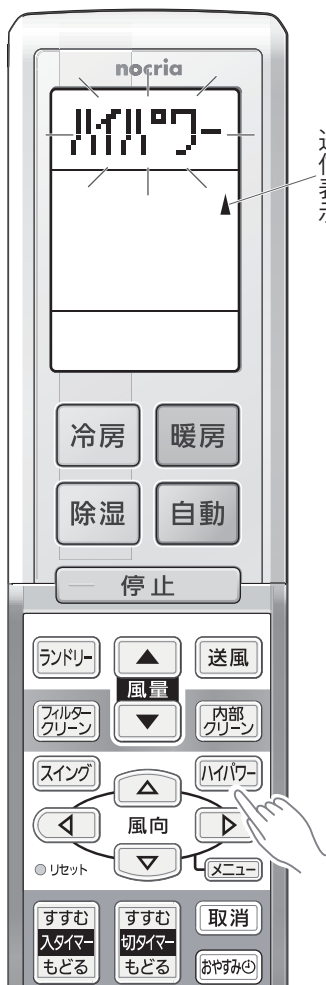 nocria
ハイパワー
送信表示
冷房 暖房
除湿 自動
停止
ランドリー ▲ 送風
風量
フィルター
クリーン ▼ 内部
クリーン
スイング △ ハイパワー
◁ 風向 ▷
リセット ▽ メニュー
すすむ すすむ 取消
入タイマー 切タイマー
もどる もどる おやすみ